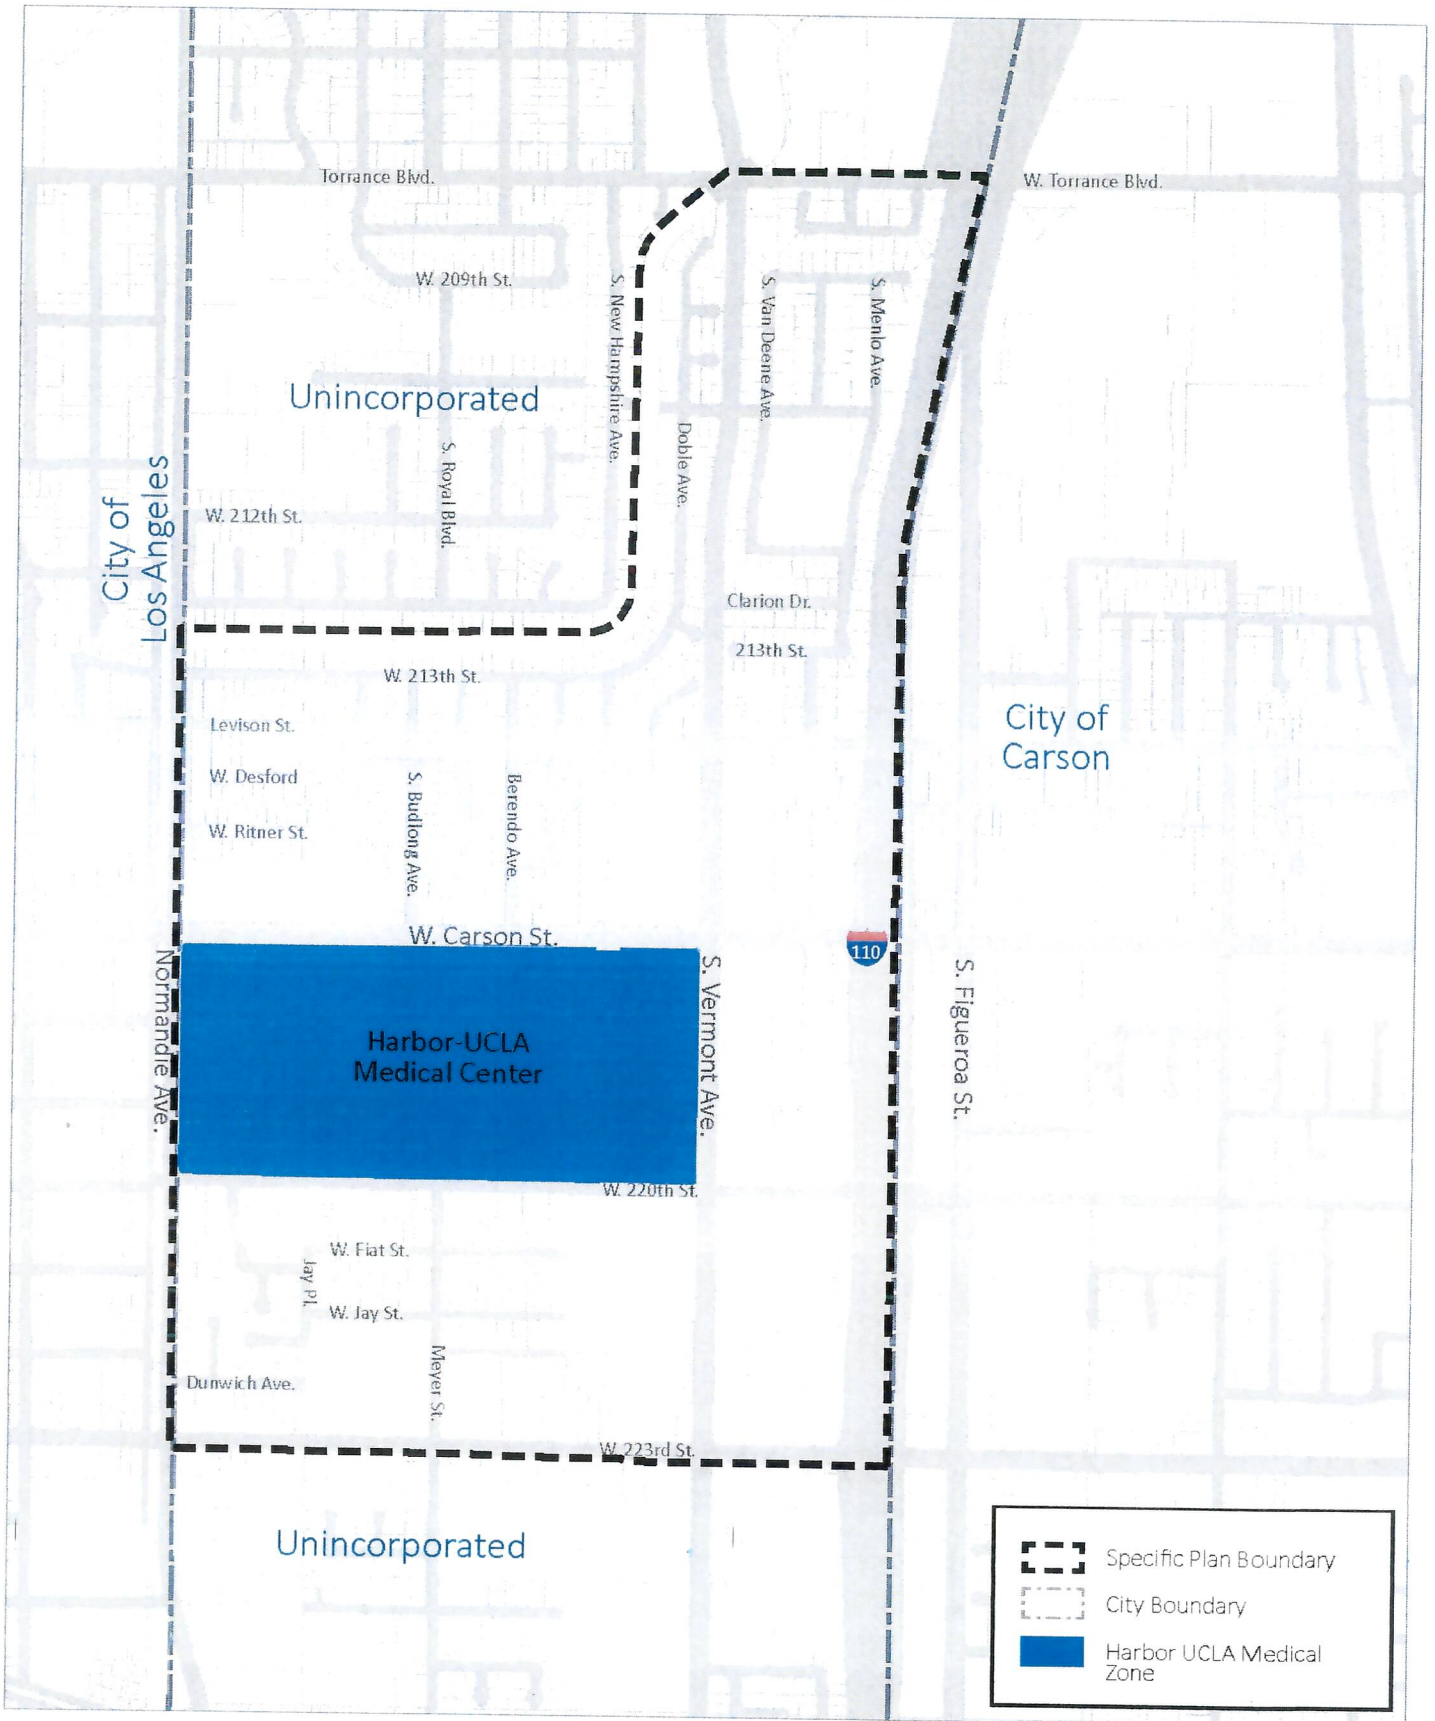 Torrance Blvd.
W. Torrance Blvd.
W. 209th St.
S. New Hampshire Ave.
S. Van Deene Ave.
S. Menlo Ave.
Unincorporated
Doble Ave.
S. Royal Blvd.
City of
Los Angeles
W. 212th St.
Clarion Dr.
213th St.
W. 213th St.
City of
Carson
Levison St.
W. Desford
W. Ritner St.
S. Budlong Ave.
Berendo Ave.
W. Carson St.
110
Normandie Ave.
S. Vermont Ave.
S. Figueroa St.
Harbor-UCLA
Medical Center
W. 220th St.
W. Fiat St.
Jay Pl.
W. Jay St.
Meyer St.
Dunwich Ave.
W. 223rd St.
Unincorporated
Specific Plan Boundary
City Boundary
Harbor UCLA Medical
Zone